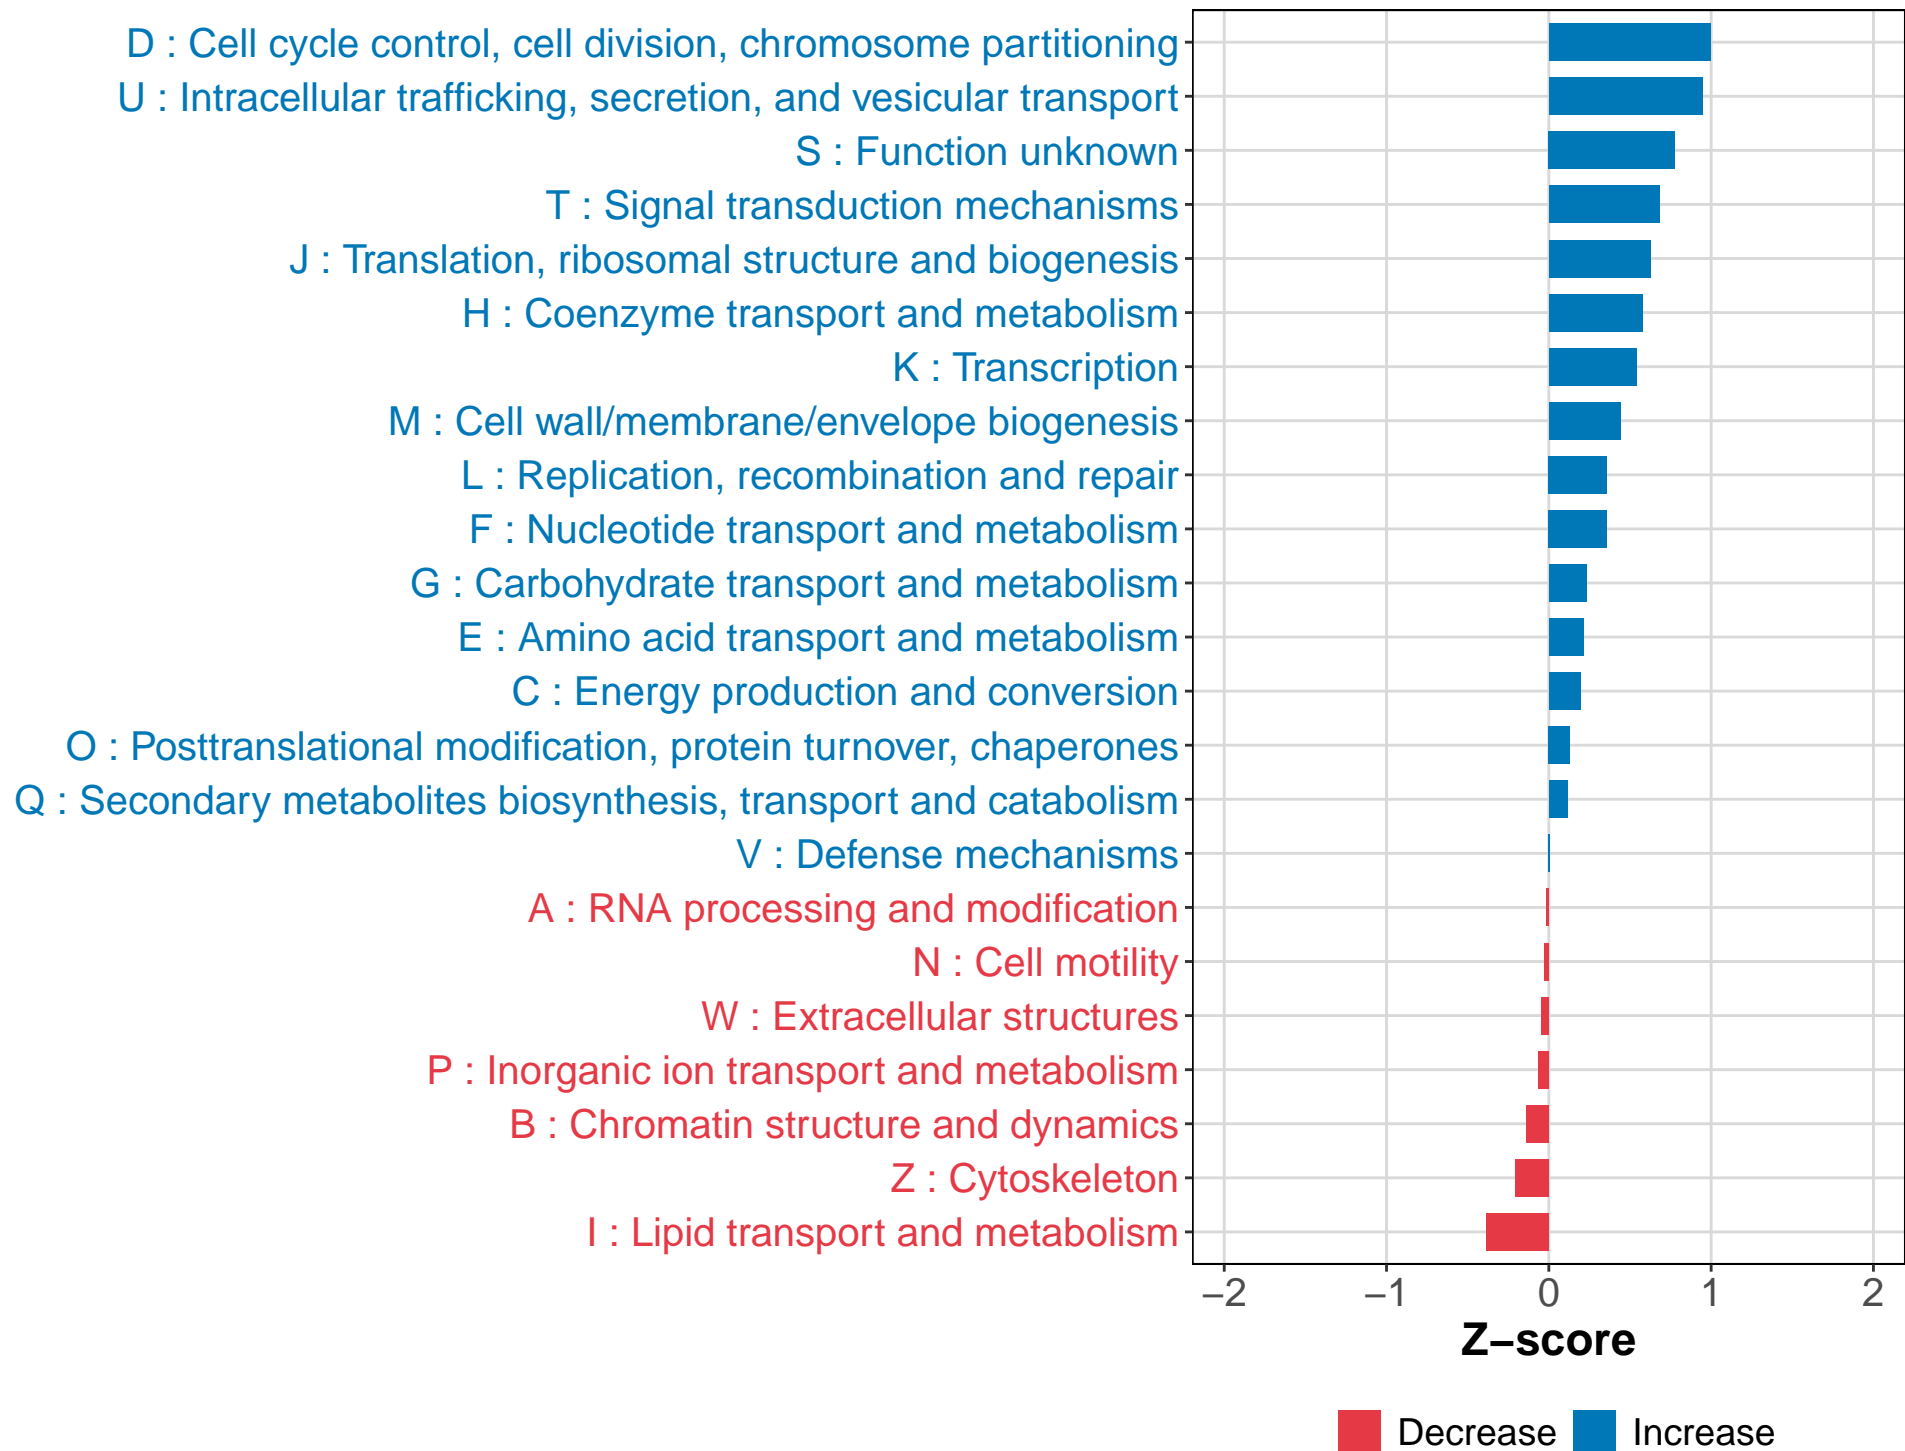 D : Cell cycle control, cell division, chromosome partitioning
U : Intracellular trafficking, secretion, and vesicular transport
S : Function unknown
T : Signal transduction mechanisms
J : Translation, ribosomal structure and biogenesis
H : Coenzyme transport and metabolism
K : Transcription
M : Cell wall/membrane/envelope biogenesis
L : Replication, recombination and repair
F : Nucleotide transport and metabolism
G : Carbohydrate transport and metabolism
E : Amino acid transport and metabolism
C : Energy production and conversion
O : Posttranslational modification, protein turnover, chaperones
Q : Secondary metabolites biosynthesis, transport and catabolism
V : Defense mechanisms
A : RNA processing and modification
N : Cell motility
W : Extracellular structures
P : Inorganic ion transport and metabolism
B : Chromatin structure and dynamics
Z : Cytoskeleton
I : Lipid transport and metabolism
−2 −1 0 1 2
Z−score
Decrease Increase